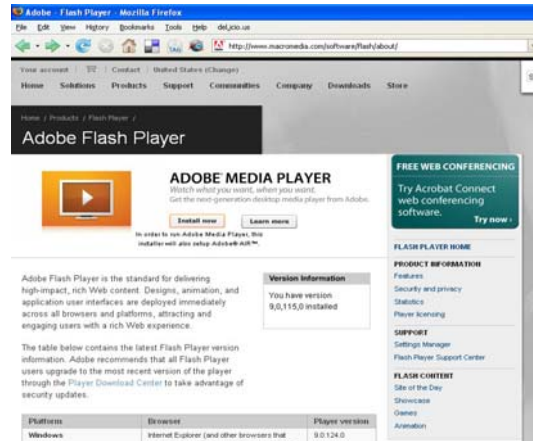 Adobe - Flash Player - Mozilla Firefox
File Edit View History Bookmarks Tools Help del.icio.us
http://www.macromedia.com/software/flash/about/
Your account Contact United States (Change)
Home Solutions Products Support Communities Company Downloads Store
Home / Products / Flash Player /
Adobe Flash Player
ADOBE MEDIA PLAYER
Watch what you want, when you want.
Get the next-generation desktop media player from Adobe.
Install now Learn more
In order to run Adobe Media Player, this
installer will also setup Adobe® AIR™.
FREE WEB CONFERENCING
Try Acrobat Connect
web conferencing
software.
Try now ›
Adobe Flash Player is the standard for delivering
high-impact, rich Web content. Designs, animation, and
application user interfaces are deployed immediately
across all browsers and platforms, attracting and
engaging users with a rich Web experience.
The table below contains the latest Flash Player version
information. Adobe recommends that all Flash Player
users upgrade to the most recent version of the player
through the Player Download Center to take advantage of
security updates.
Version Information
You have version
9,0,115,0 installed
FLASH PLAYER HOME
PRODUCT INFORMATION
Features
Security and privacy
Statistics
Player licensing
SUPPORT
Settings Manager
Flash Player Support Center
FLASH CONTENT
Site of the Day
Showcase
Games
Animation
Platform Browser Player version
Windows Internet Explorer (and other browsers that 9.0.124.0